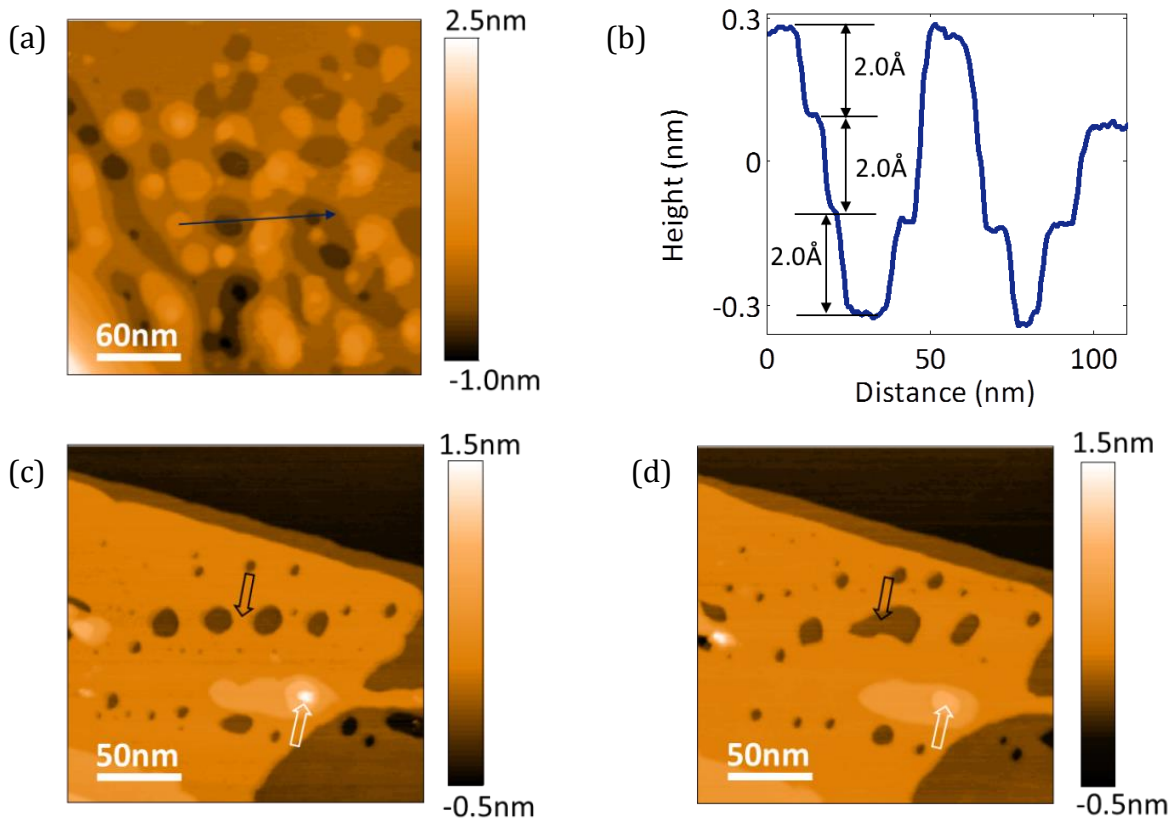 (a)
2.5nm
60nm
-1.0nm
(b)
0.3
0
-0.3
Height (nm)
2.0Å
2.0Å
2.0Å
0
50
100
Distance (nm)
(c)
1.5nm
50nm
-0.5nm
(d)
1.5nm
50nm
-0.5nm